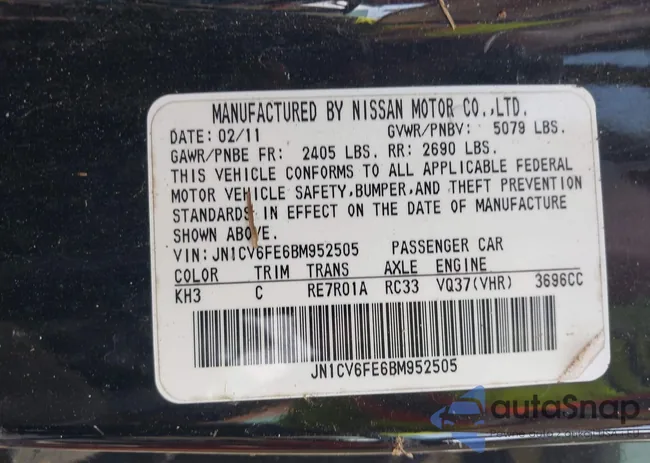 MANUFACTURED BY NISSAN MOTOR CO.,LTD.
DATE: 02/11 GVWR/PNBV: 5079 LBS.
GAWR/PNBE FR: 2405 LBS. RR: 2690 LBS.
THIS VEHICLE CONFORMS TO ALL APPLICABLE FEDERAL
MOTOR VEHICLE SAFETY,BUMPER,AND THEFT PREVENTION
STANDARDS IN EFFECT ON THE DATE OF MANUFACTURE
SHOWN ABOVE.
VIN:JN1CV6FE6BM952505 PASSENGER CAR
COLOR TRIM TRANS AXLE ENGINE
KH3 C RE7R01A RC33 VQ37(VHR) 3696CC
JN1CV6FE6BM952505
autaSnap